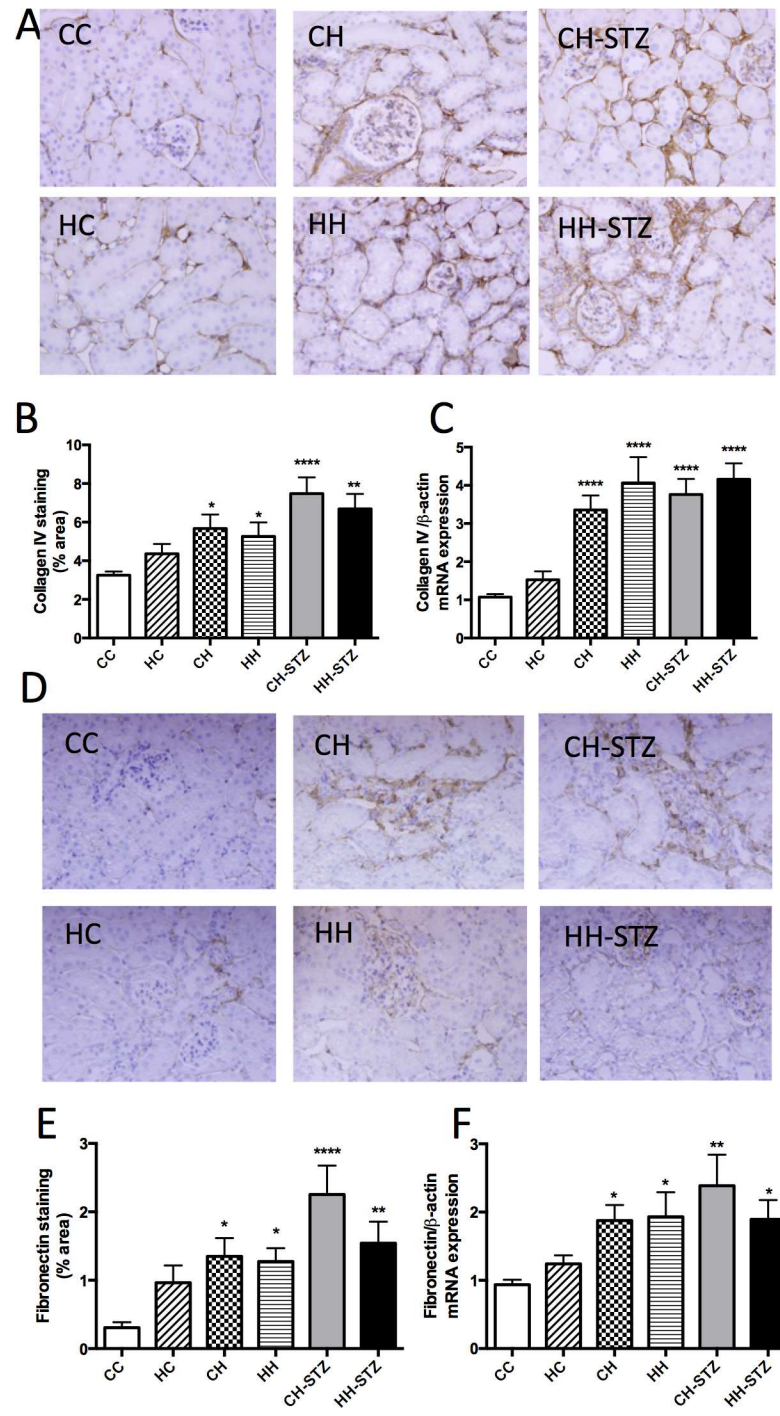 A
CC
CH
CH-STZ
HC
HH
HH-STZ
B
Collagen IV staining
(% area)
10
8
6
4
2
0
*
*
****
**
CC
HC
CH
HH
CH-STZ
HH-STZ
C
Collagen IV/β-actin
mRNA expression
5
4
3
2
1
0
****
****
****
****
CC
HC
CH
HH
CH-STZ
HH-STZ
D
CC
CH
CH-STZ
HC
HH
HH-STZ
E
Fibronectin staining
(% area)
3
2
1
0
*
*
****
**
CC
HC
CH
HH
CH-STZ
HH-STZ
F
Fibronectin/β-actin
mRNA expression
3
2
1
0
*
*
**
*
CC
HC
CH
HH
CH-STZ
HH-STZ